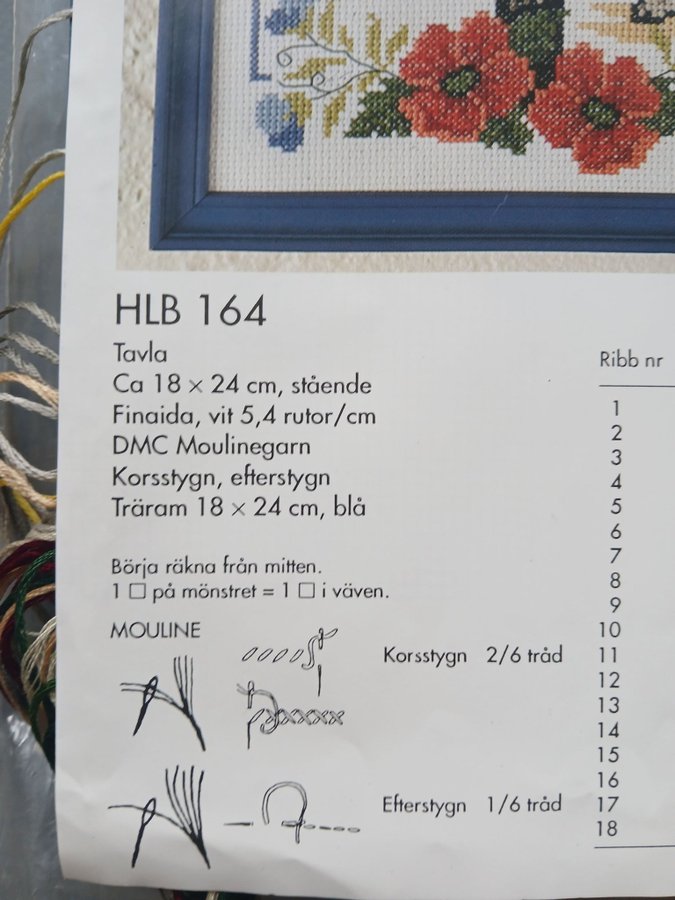 HLB 164
Tavla
Ca 18 × 24 cm, stående
Finaida, vit 5,4 rutor/cm
DMC Moulinegarn
Korsstygn, efterstygn
Träram 18 × 24 cm, blå
Börja räkna från mitten.
1 □ på mönstret = 1 □ i väven.
MOULINE
Korsstygn 2/6 tråd
Efterstygn 1/6 tråd
Ribb nr
1
2
3
4
5
6
7
8
9
10
11
12
13
14
15
16
17
18